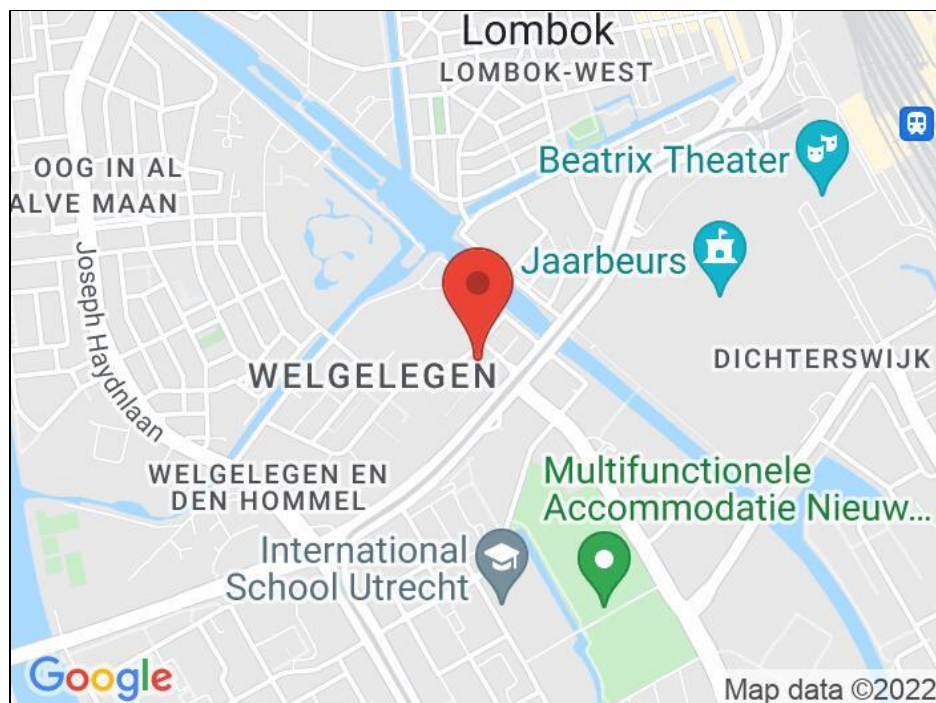 Lombok
LOMBOK-WEST
OOG IN AL
ALVE MAAN
Beatrix Theater
Jaarbeurs
Joseph Haydnlaan
WELGELEGEN
DICHTERSWIJK
WELGELEGEN EN
DEN HOMMEL
Multifunctionele
Accommodatie Nieuw...
International
School Utrecht
Google
Map data ©2022